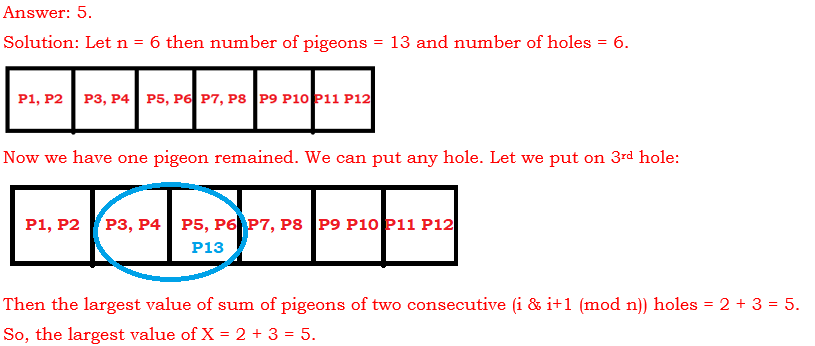 Answer: 5.
Solution: Let n = 6 then number of pigeons = 13 and number of holes = 6.
P1, P2 P3, P4 P5, P6 P7, P8 P9 P10 P11 P12
Now we have one pigeon remained. We can put any hole. Let we put on 3rd hole:
P1, P2 P3, P4 P5, P6 P7, P8 P9 P10 P11 P12
P13
Then the largest value of sum of pigeons of two consecutive (i & i+1 (mod n)) holes = 2 + 3 = 5.
So, the largest value of X = 2 + 3 = 5.